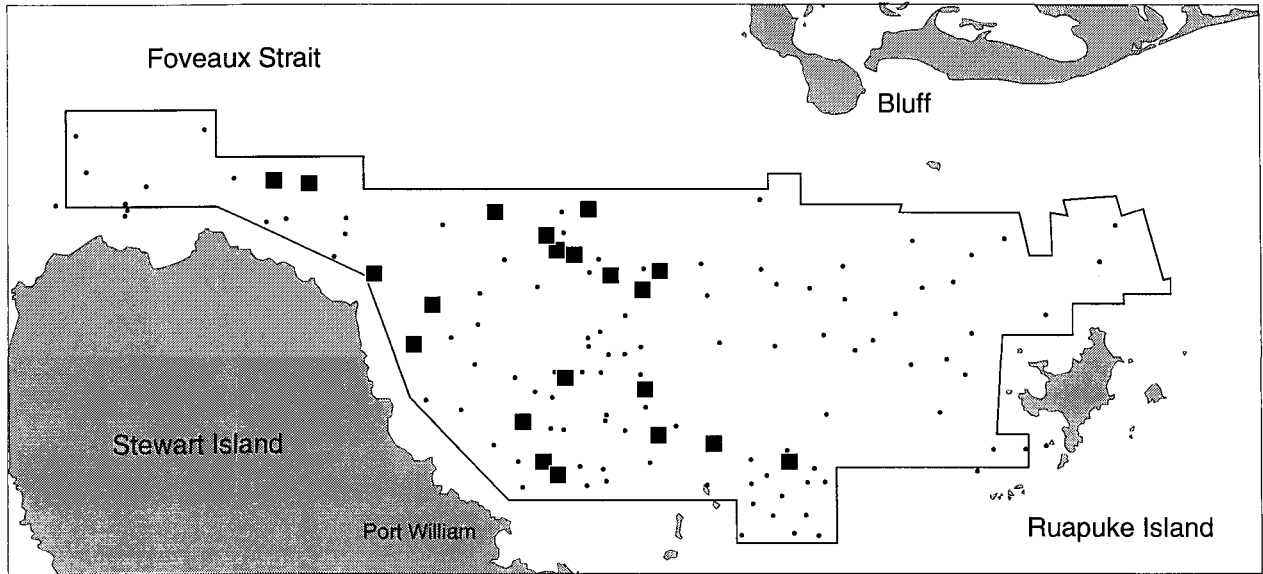 Foveaux Strait
Bluff
Stewart Island
Port William
Ruapuke Island